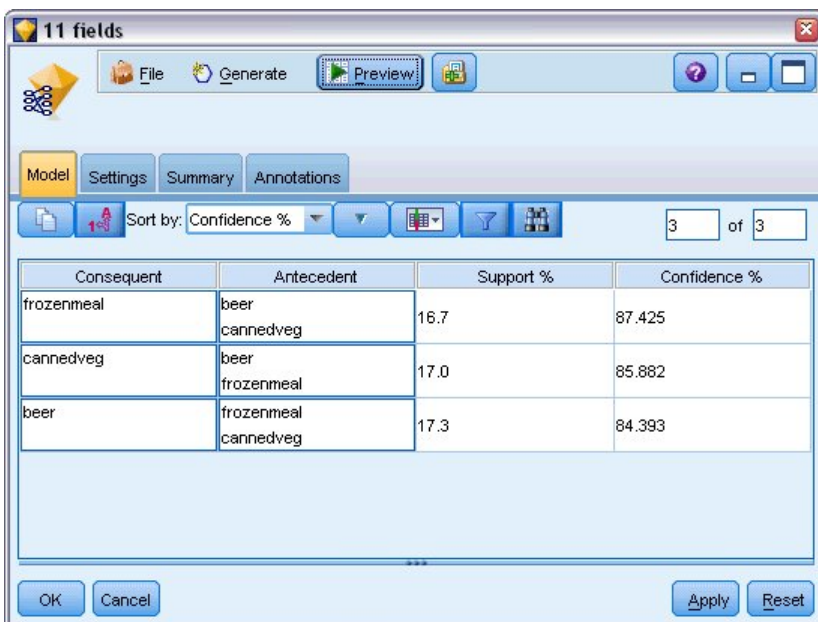 11 fields
File Generate Preview
Model Settings Summary Annotations
Sort by: Confidence % 3 of 3
Consequent Antecedent Support % Confidence %
frozenmeal beer cannedveg 16.7 87.425
cannedveg beer frozenmeal 17.0 85.882
beer frozenmeal cannedveg 17.3 84.393
OK Cancel Apply Reset